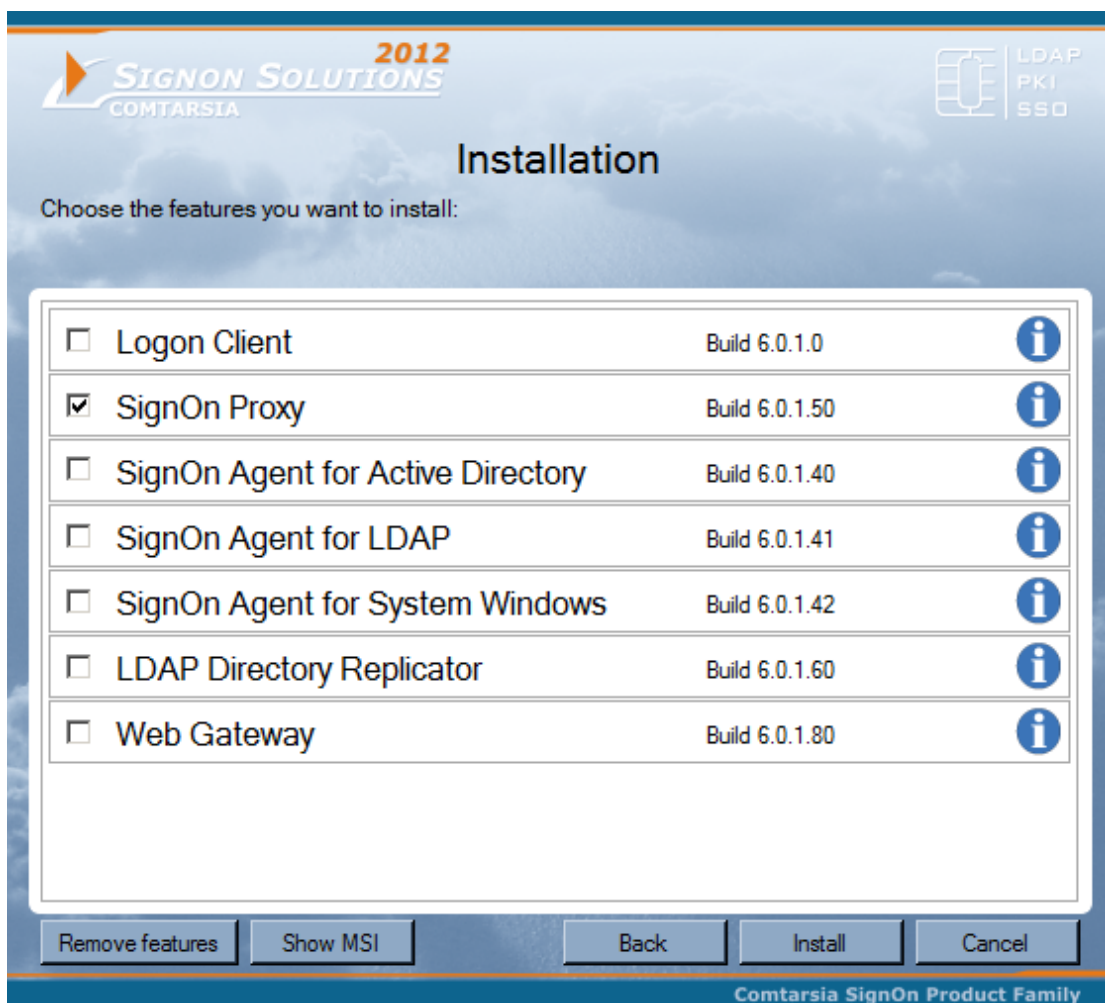 2012
SIGNON SOLUTIONS
COMTARSIA
LDAP
PKI
SSO
Installation
Choose the features you want to install:
Logon Client Build 6.0.1.0
SignOn Proxy Build 6.0.1.50
SignOn Agent for Active Directory Build 6.0.1.40
SignOn Agent for LDAP Build 6.0.1.41
SignOn Agent for System Windows Build 6.0.1.42
LDAP Directory Replicator Build 6.0.1.60
Web Gateway Build 6.0.1.80
Remove features Show MSI Back Install Cancel
Comtarsia SignOn Product Family